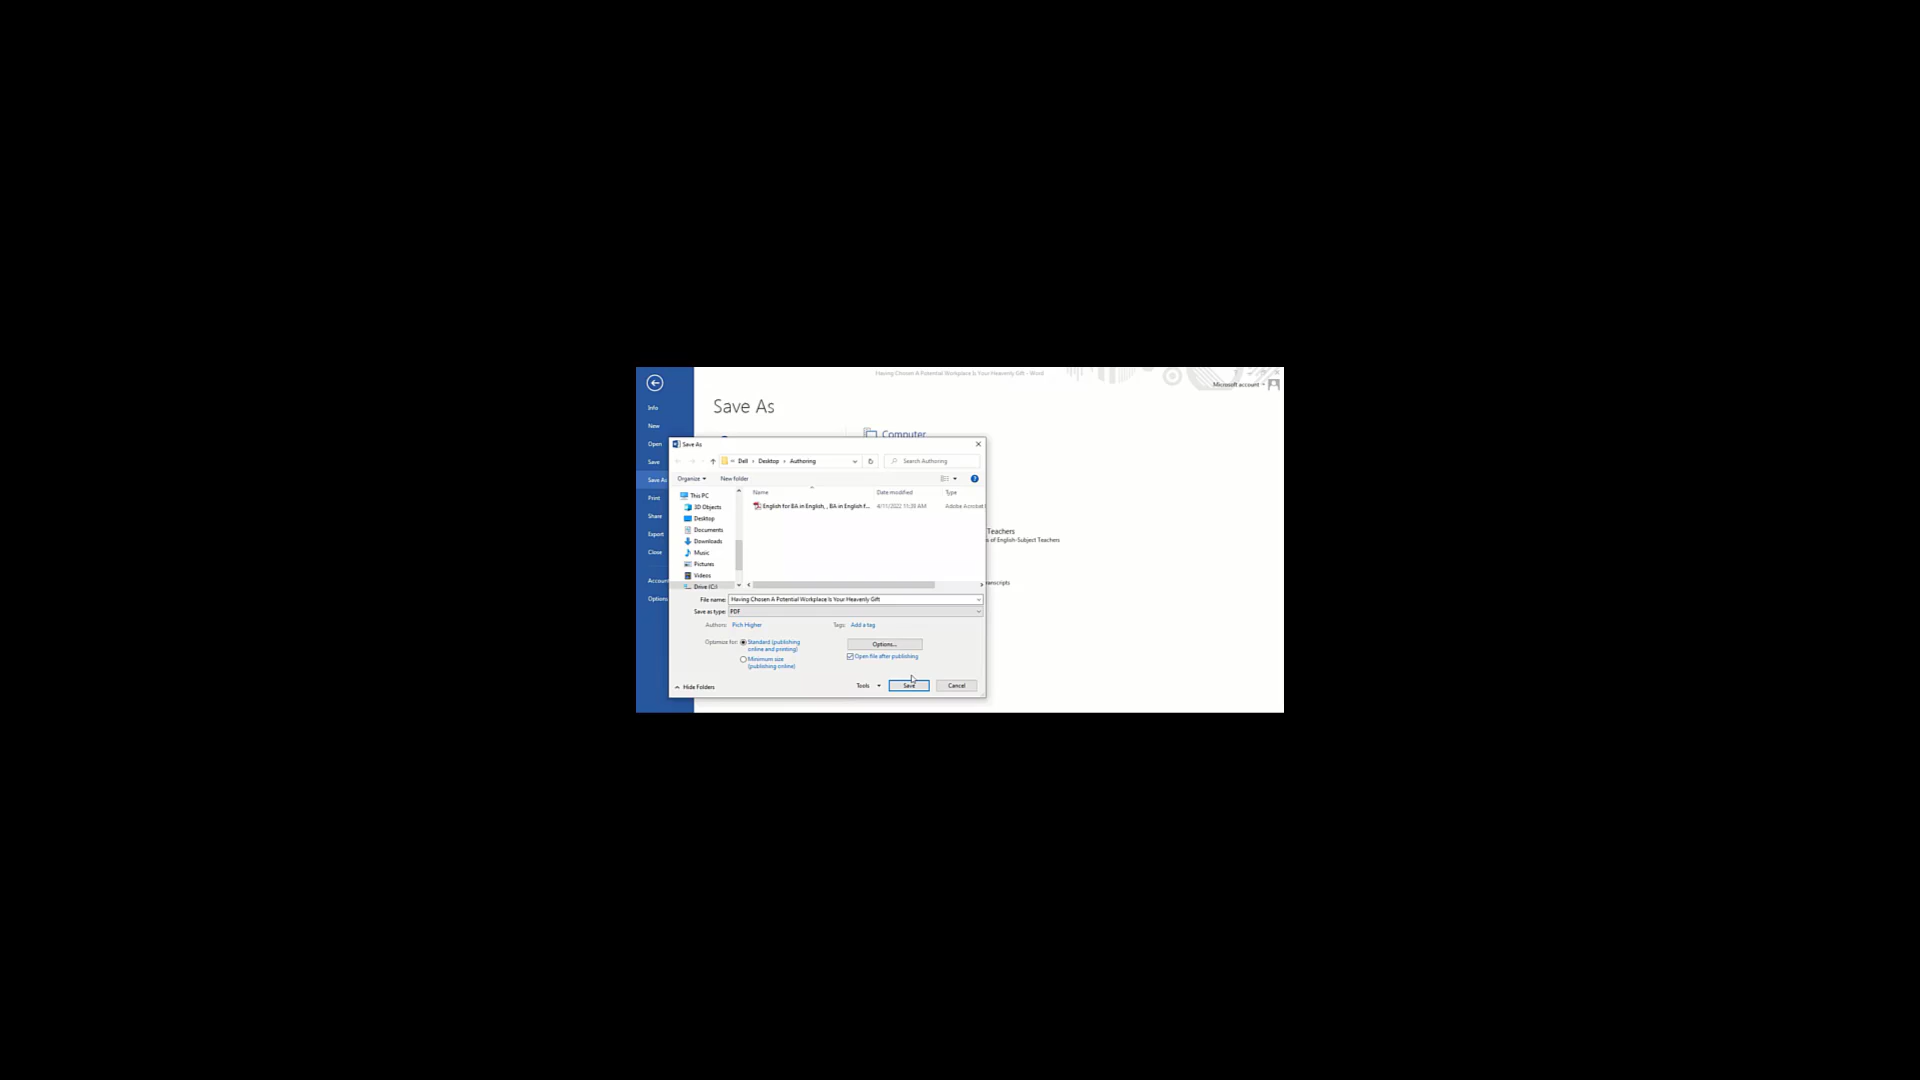 Having Chosen A Potential Workplace Is Your Heavenly Gift - Word
Microsoft account
Info
New
Open
Save
Save As
Print
Share
Export
Close
Account
Options
Save As
Computer
Teachers
s of English-Subject Teachers
anscripts
Save As
Dell › Desktop › Authoring
Search Authoring
Organize
New folder
Name
Date modified
Type
English for BA in English, , BA in English f...
4/11/2022 11:38 AM
Adobe Acrobat
This PC
3D Objects
Desktop
Documents
Downloads
Music
Pictures
Videos
Drive (C:)
File name: Having Chosen A Potential Workplace Is Your Heavenly Gift
Save as type: PDF
Authors: Pich Higher
Tags: Add a tag
Optimize for:
Standard (publishing
online and printing)
Minimum size
(publishing online)
Options...
Open file after publishing
Hide Folders
Tools
Save
Cancel